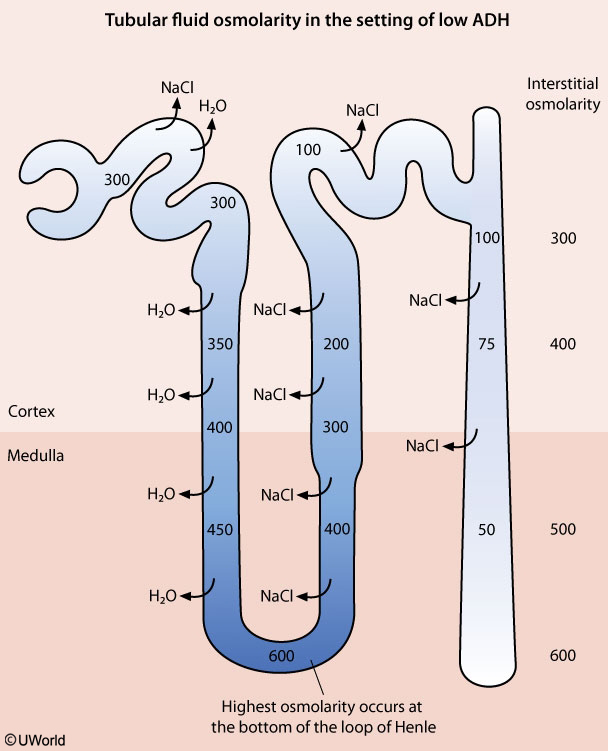 Tubular fluid osmolarity in the setting of low ADH
Interstitial
osmolarity
NaCl
H₂O
NaCl
300
300
100
100
300
H₂O
NaCl
NaCl
350
200
75
400
H₂O
NaCl
Cortex
400
300
Medulla
NaCl
H₂O
NaCl
450
400
50
500
H₂O
NaCl
600
600
Highest osmolarity occurs at
the bottom of the loop of Henle
©UWorld